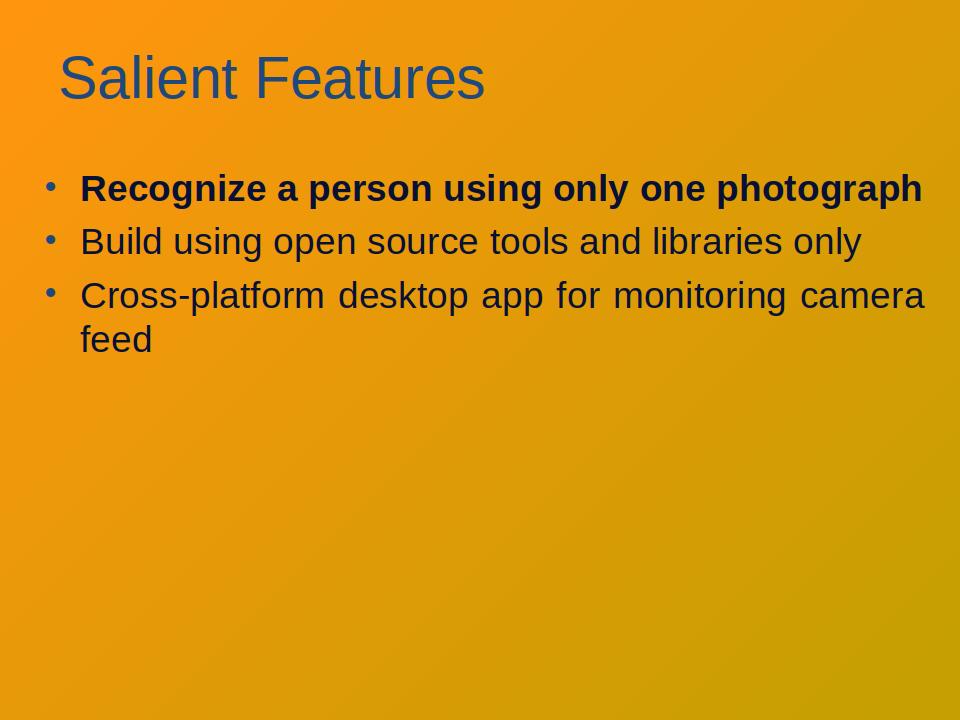 Salient Features
• Recognize a person using only one photograph
• Build using open source tools and libraries only
• Cross-platform desktop app for monitoring camera
feed